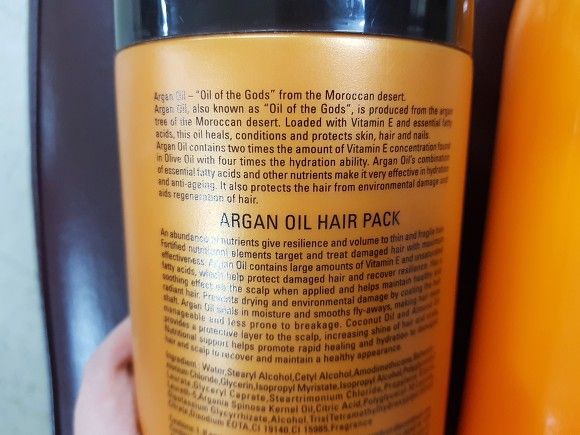 Argan Oil – "Oil of the Gods" from the Moroccan desert.
Argan Oil, also known as "Oil of the Gods", is produced from the argan
tree of the Moroccan desert. Loaded with Vitamin E and essential fatty
acids, this oil heals, conditions and protects skin, hair and nails.
Argan Oil contains two times the amount of Vitamin E concentration found
in Olive Oil with four times the hydration ability. Argan Oil's combination
of essential fatty acids and other nutrients make it very effective in hydration
and anti-ageing. It also protects the hair from environmental damage and
aids regeneration of hair.
ARGAN OIL HAIR PACK
An abundance of nutrients give resilience and volume to thin and fragile hair.
Fortified nutritional elements target and treat damaged hair with maximum
effectiveness. Argan Oil contains large amounts of Vitamin E and unsaturated
fatty acids, which help protect damaged hair and recover resilience. Has
soothing effect as the scalp when applied and helps maintain healthy and
radiant hair. Prevents drying and environmental damage by coating the hair
shaft. Argan Oil seals in moisture and smooths fly-aways, making hair more
manageable and less prone to breakage. Coconut Oil and Almond Oil
provides a protective layer to the scalp, increasing shine of hair and scalp.
Nutritional support helps promote rapid healing and hydration to damaged
hair and scalp to recover and maintain a healthy appearance.
Ingredient: Water, Stearyl Alcohol, Cetyl Alcohol, Amodimethicone,
Chloride, Glycerin, Isopropyl Myristate, Isopropyl Alcohol,
Glyceryl Caprate, Steartrimonium Chloride,
Argania Spinosa Kernel Oil, Citric Acid,
Glycyrrhizate, Alcohol,
Disodium EDTA, CI 19140, CI 15985, Fragrance